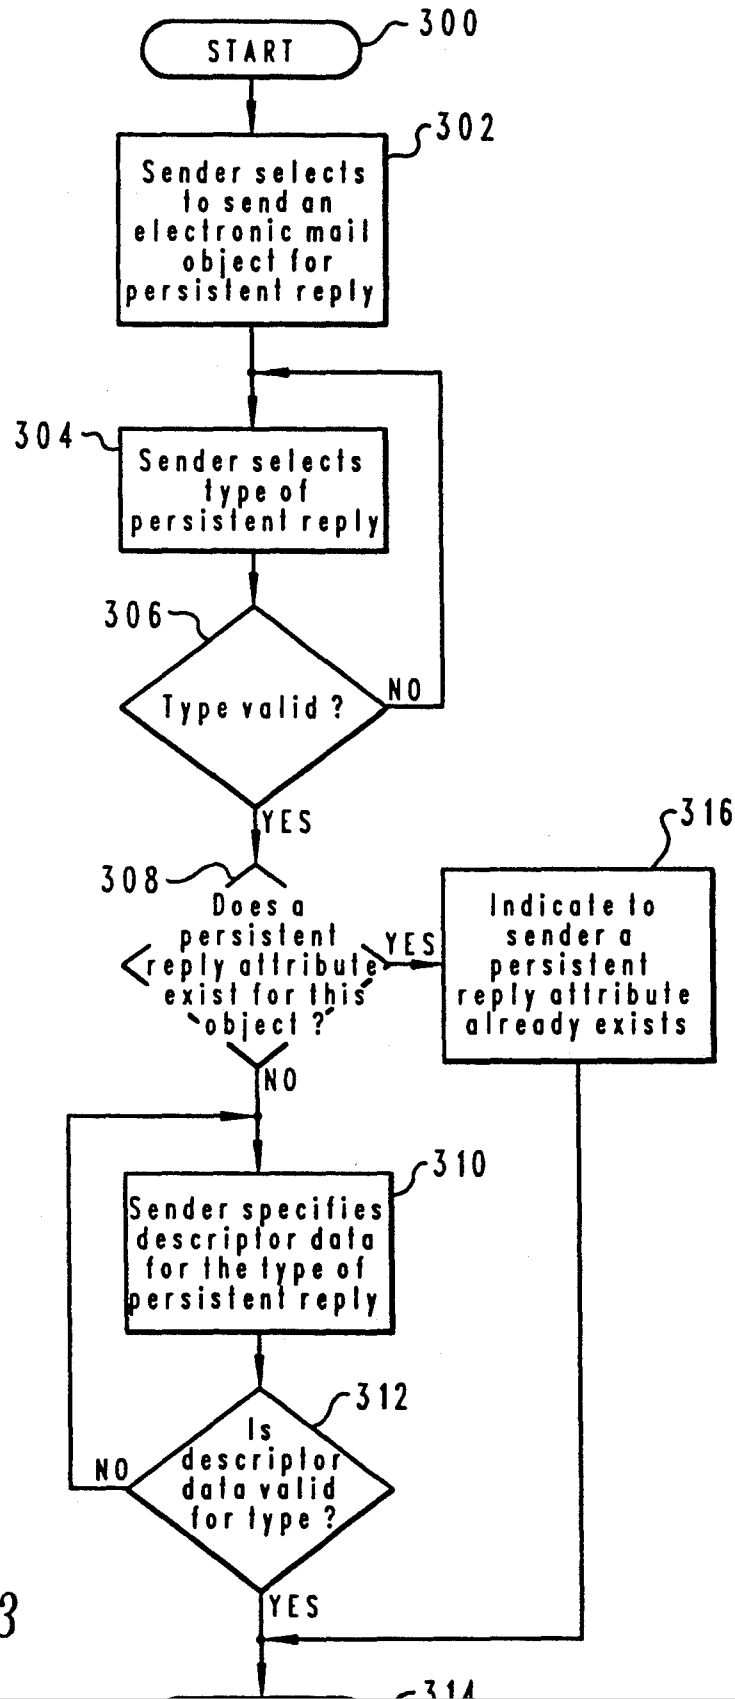 300
START
302
Sender selects
to send an
electronic mail
object for
persistent reply
304
Sender selects
type of
persistent reply
306
Type valid ?
NO
YES
308
Does a
persistent
reply attribute
exist for this
object ?
YES
316
Indicate to
sender a
persistent
reply attribute
already exists
NO
310
Sender specifies
descriptor data
for the type of
persistent reply
312
Is
descriptor
data valid
for type ?
NO
YES
3
314